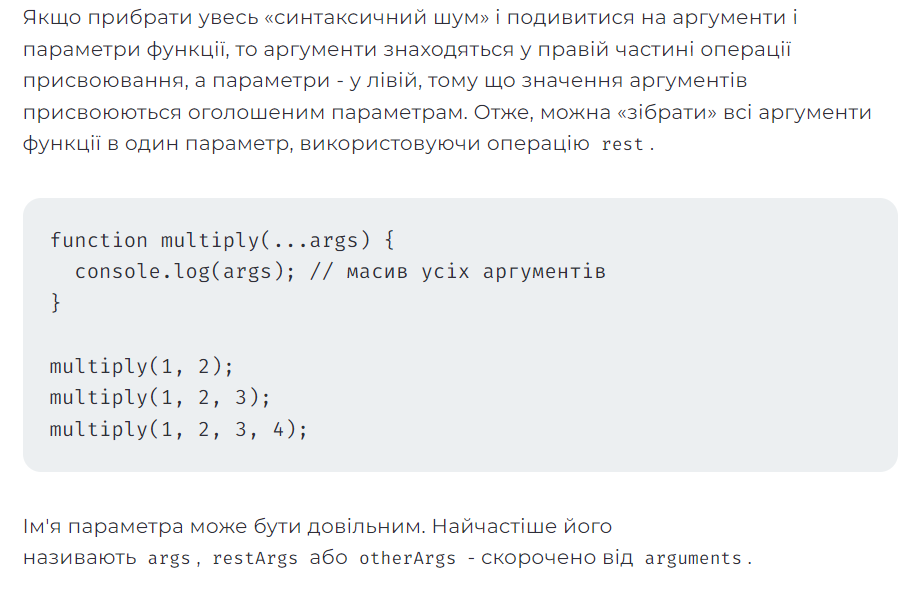 Якщо прибрати увесь «синтаксичний шум» і подивитися на аргументи і
параметри функції, то аргументи знаходяться у правій частині операції
присвоювання, а параметри - у лівій, тому що значення аргументів
присвоюються оголошеним параметрам. Отже, можна «зібрати» всі аргументи
функції в один параметр, використовуючи операцію rest.
function multiply(...args) {
  console.log(args); // масив усіх аргументів
}
multiply(1, 2);
multiply(1, 2, 3);
multiply(1, 2, 3, 4);
Ім'я параметра може бути довільним. Найчастіше його
називають args, restArgs або otherArgs - скорочено від arguments.